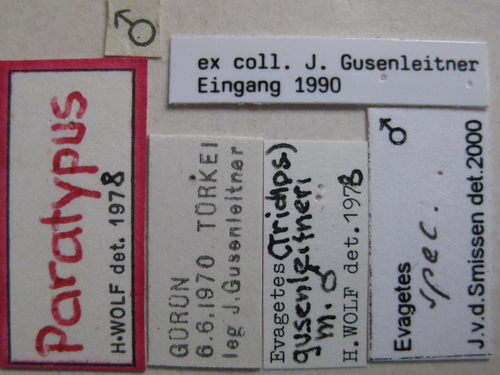 ♂
ex coll. J. Gusenleitner
Eingang 1990
Paratypus
H.WOLF det. 1978
GÜRÜN
6.6.1970 TÜRKEI
leg J.Gusenleitner
Evagetes (Trichps)
gusenleitneri
m. ♂
H. WOLF det. 1978
♂
Evagetes
spec.
J.v.d.Smissen det.2000